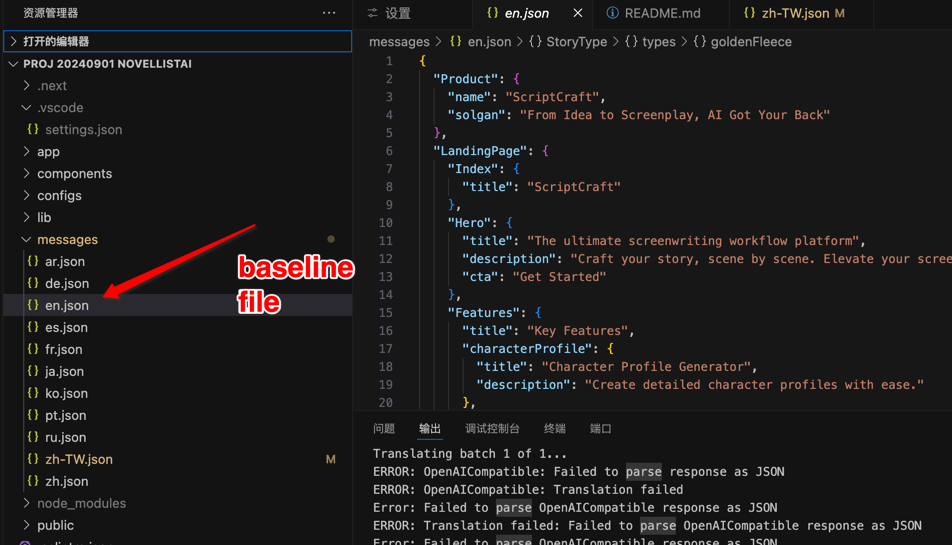 资源管理器
打开的编辑器
PROJ 20240901 NOVELLISTAI
.next
.vscode
settings.json
app
components
configs
lib
messages
ar.json
de.json
en.json
es.json
fr.json
ja.json
ko.json
pt.json
ru.json
zh-TW.json M
zh.json
node_modules
public
baseline
file
设置 en.json README.md zh-TW.json M
messages > {} en.json > {} StoryType > {} types > {} goldenFleece
1 {
2 "Product": {
3 "name": "ScriptCraft",
4 "solgan": "From Idea to Screenplay, AI Got Your Back"
5 },
6 "LandingPage": {
7 "Index": {
8 "title": "ScriptCraft"
9 },
10 "Hero": {
11 "title": "The ultimate screenwriting workflow platform",
12 "description": "Craft your story, scene by scene. Elevate your scree
13 "cta": "Get Started"
14 },
15 "Features": {
16 "title": "Key Features",
17 "characterProfile": {
18 "title": "Character Profile Generator",
19 "description": "Create detailed character profiles with ease."
20 },
问题 输出 调试控制台 终端 端口
Translating batch 1 of 1...
ERROR: OpenAICompatible: Failed to parse response as JSON
ERROR: OpenAICompatible: Translation failed
Error: Failed to parse OpenAICompatible response as JSON
ERROR: Translation failed: Failed to parse OpenAICompatible response as JSON
Error: Failed to parse OpenAICompatible response as JSON